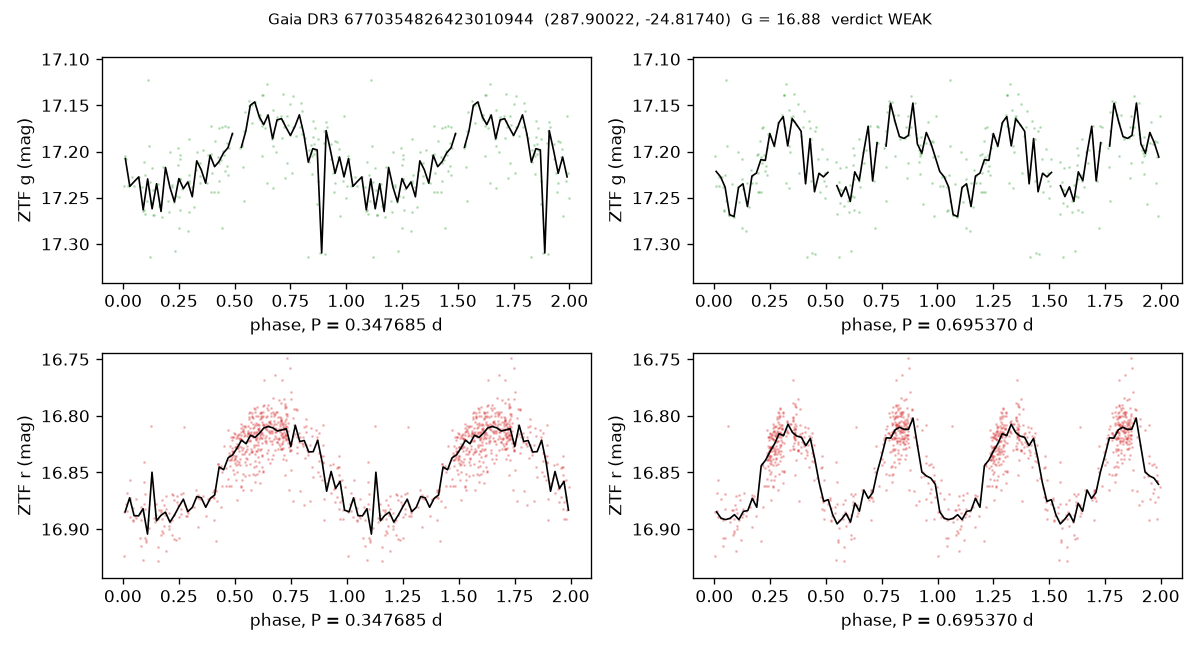 Gaia DR3 6770354826423010944  (287.90022, -24.81740)  G = 16.88  verdict WEAK
17.10
17.15
17.20
17.25
17.30
ZTF g (mag)
0.00 0.25 0.50 0.75 1.00 1.25 1.50 1.75 2.00
phase, P = 0.347685 d
17.10
17.15
17.20
17.25
17.30
ZTF g (mag)
0.00 0.25 0.50 0.75 1.00 1.25 1.50 1.75 2.00
phase, P = 0.695370 d
16.75
16.80
16.85
16.90
ZTF r (mag)
0.00 0.25 0.50 0.75 1.00 1.25 1.50 1.75 2.00
phase, P = 0.347685 d
16.75
16.80
16.85
16.90
ZTF r (mag)
0.00 0.25 0.50 0.75 1.00 1.25 1.50 1.75 2.00
phase, P = 0.695370 d